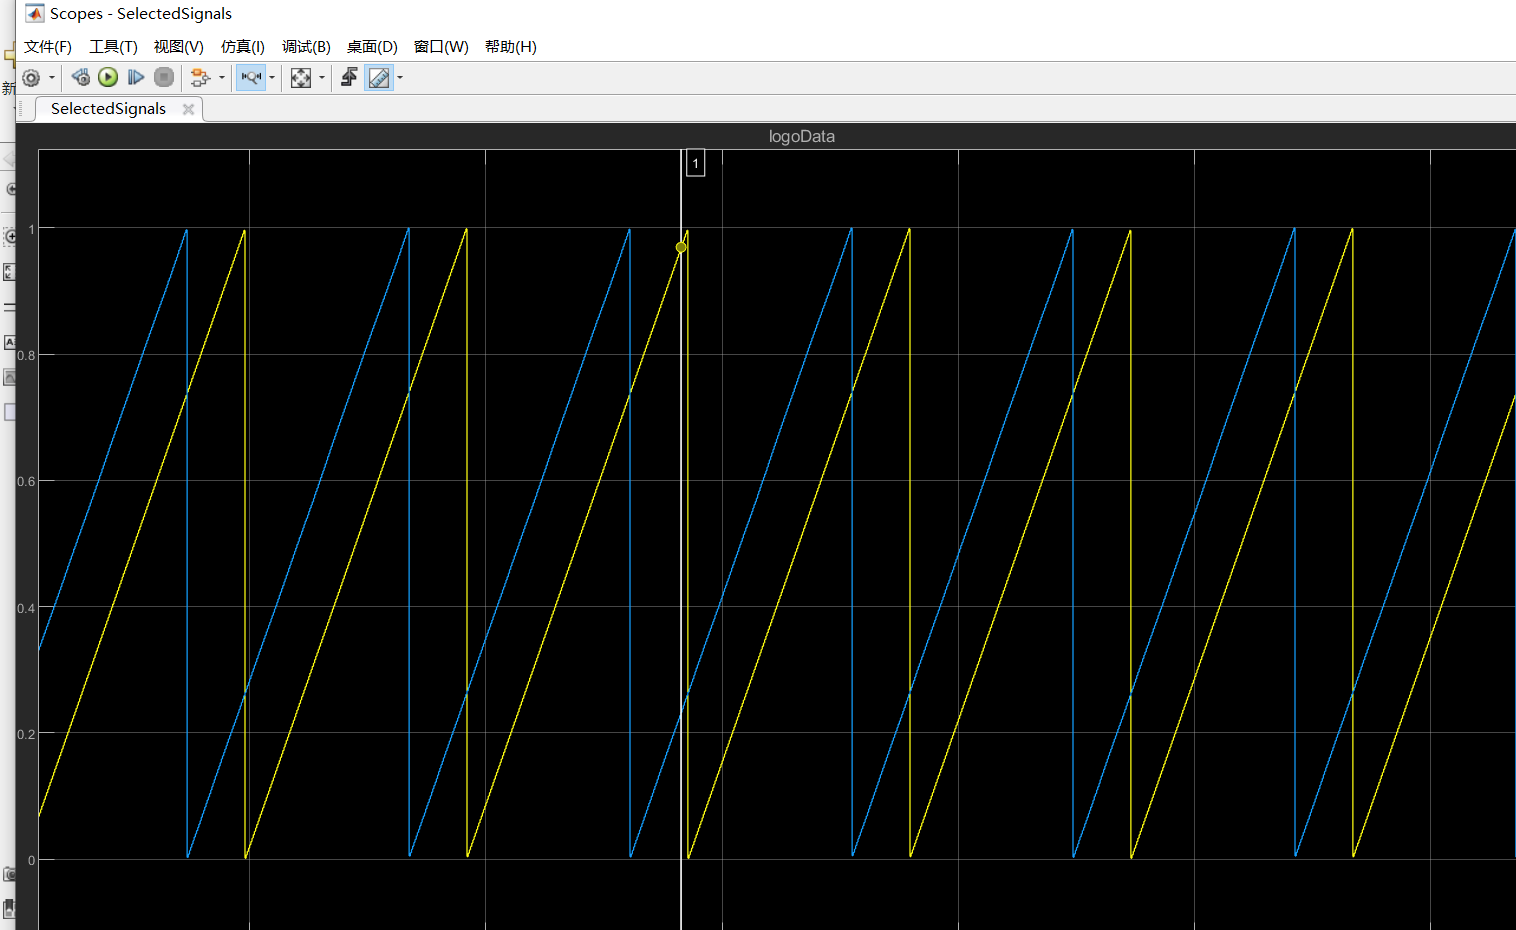 Scopes - SelectedSignals
文件(F) 工具(T) 视图(V) 仿真(I) 调试(B) 桌面(D) 窗口(W) 帮助(H)
新
SelectedSignals
logoData
1
1
0.8
A
0.6
0.4
0.2
0